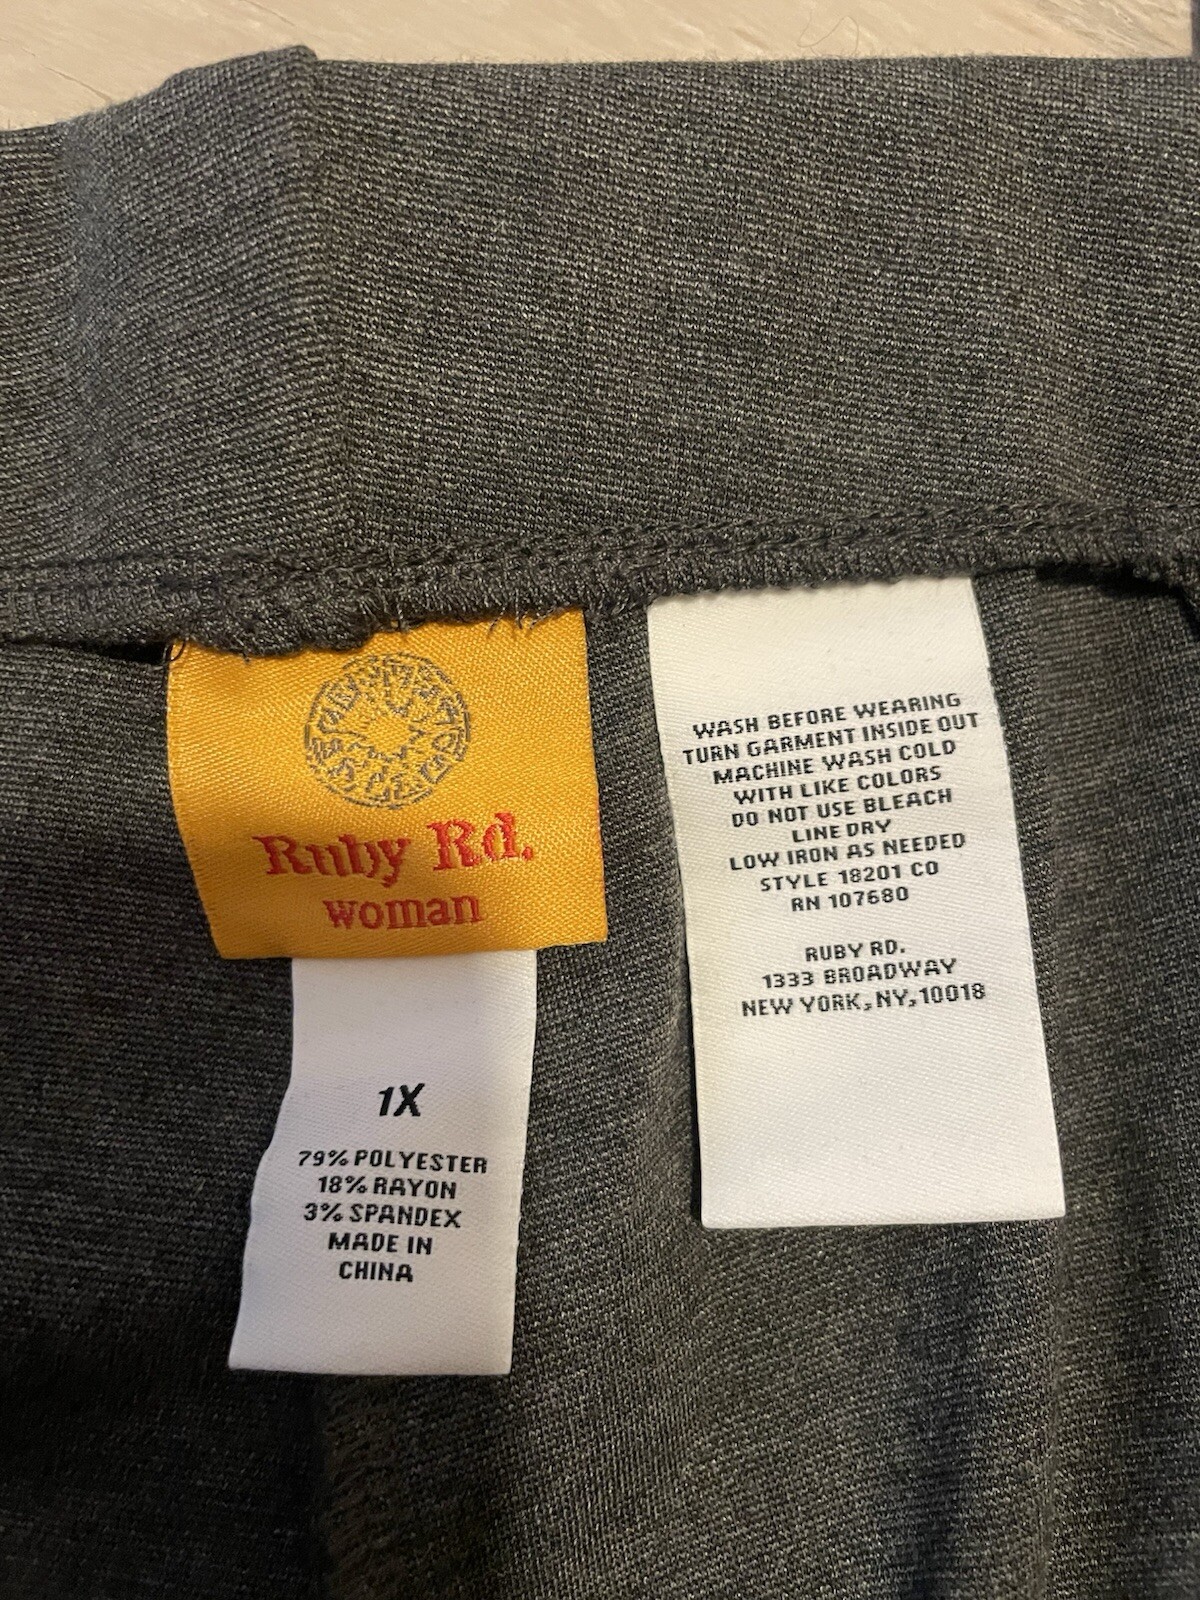 Ruby Rd.
woman
1X
79% POLYESTER
18% RAYON
3% SPANDEX
MADE IN
CHINA
WASH BEFORE WEARING
TURN GARMENT INSIDE OUT
MACHINE WASH COLD
WITH LIKE COLORS
DO NOT USE BLEACH
LINE DRY
LOW IRON AS NEEDED
STYLE 18201 CO
RN 107680
RUBY RD.
1333 BROADWAY
NEW YORK, NY, 10018